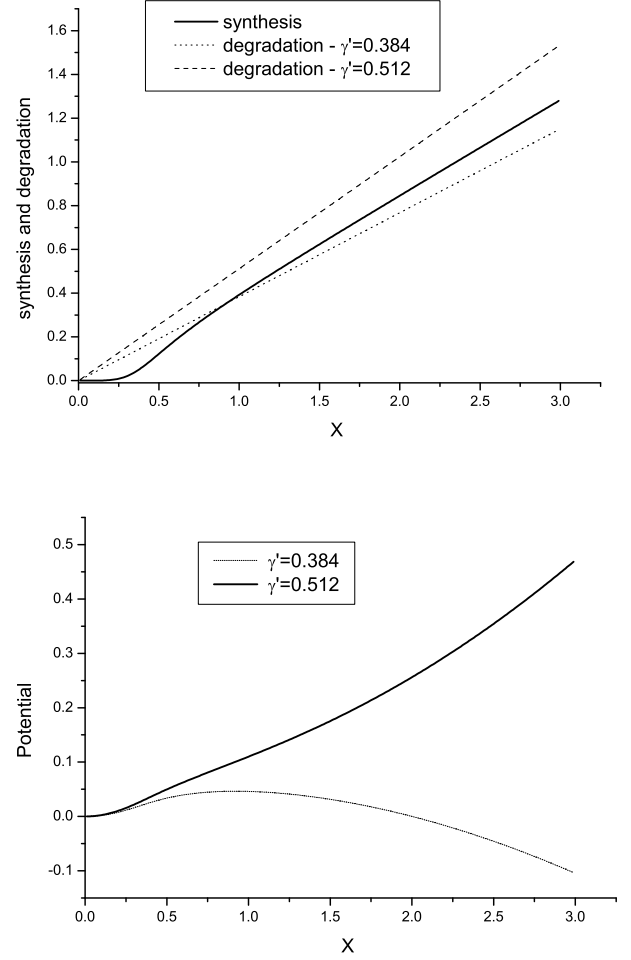 synthesis
degradation - γ'=0.384
degradation - γ'=0.512
synthesis and degradation
1.6
1.4
1.2
1.0
0.8
0.6
0.4
0.2
0.0
0.0 0.5 1.0 1.5 2.0 2.5 3.0
X
γ'=0.384
γ'=0.512
Potential
0.5
0.4
0.3
0.2
0.1
0.0
-0.1
0.0 0.5 1.0 1.5 2.0 2.5 3.0
X